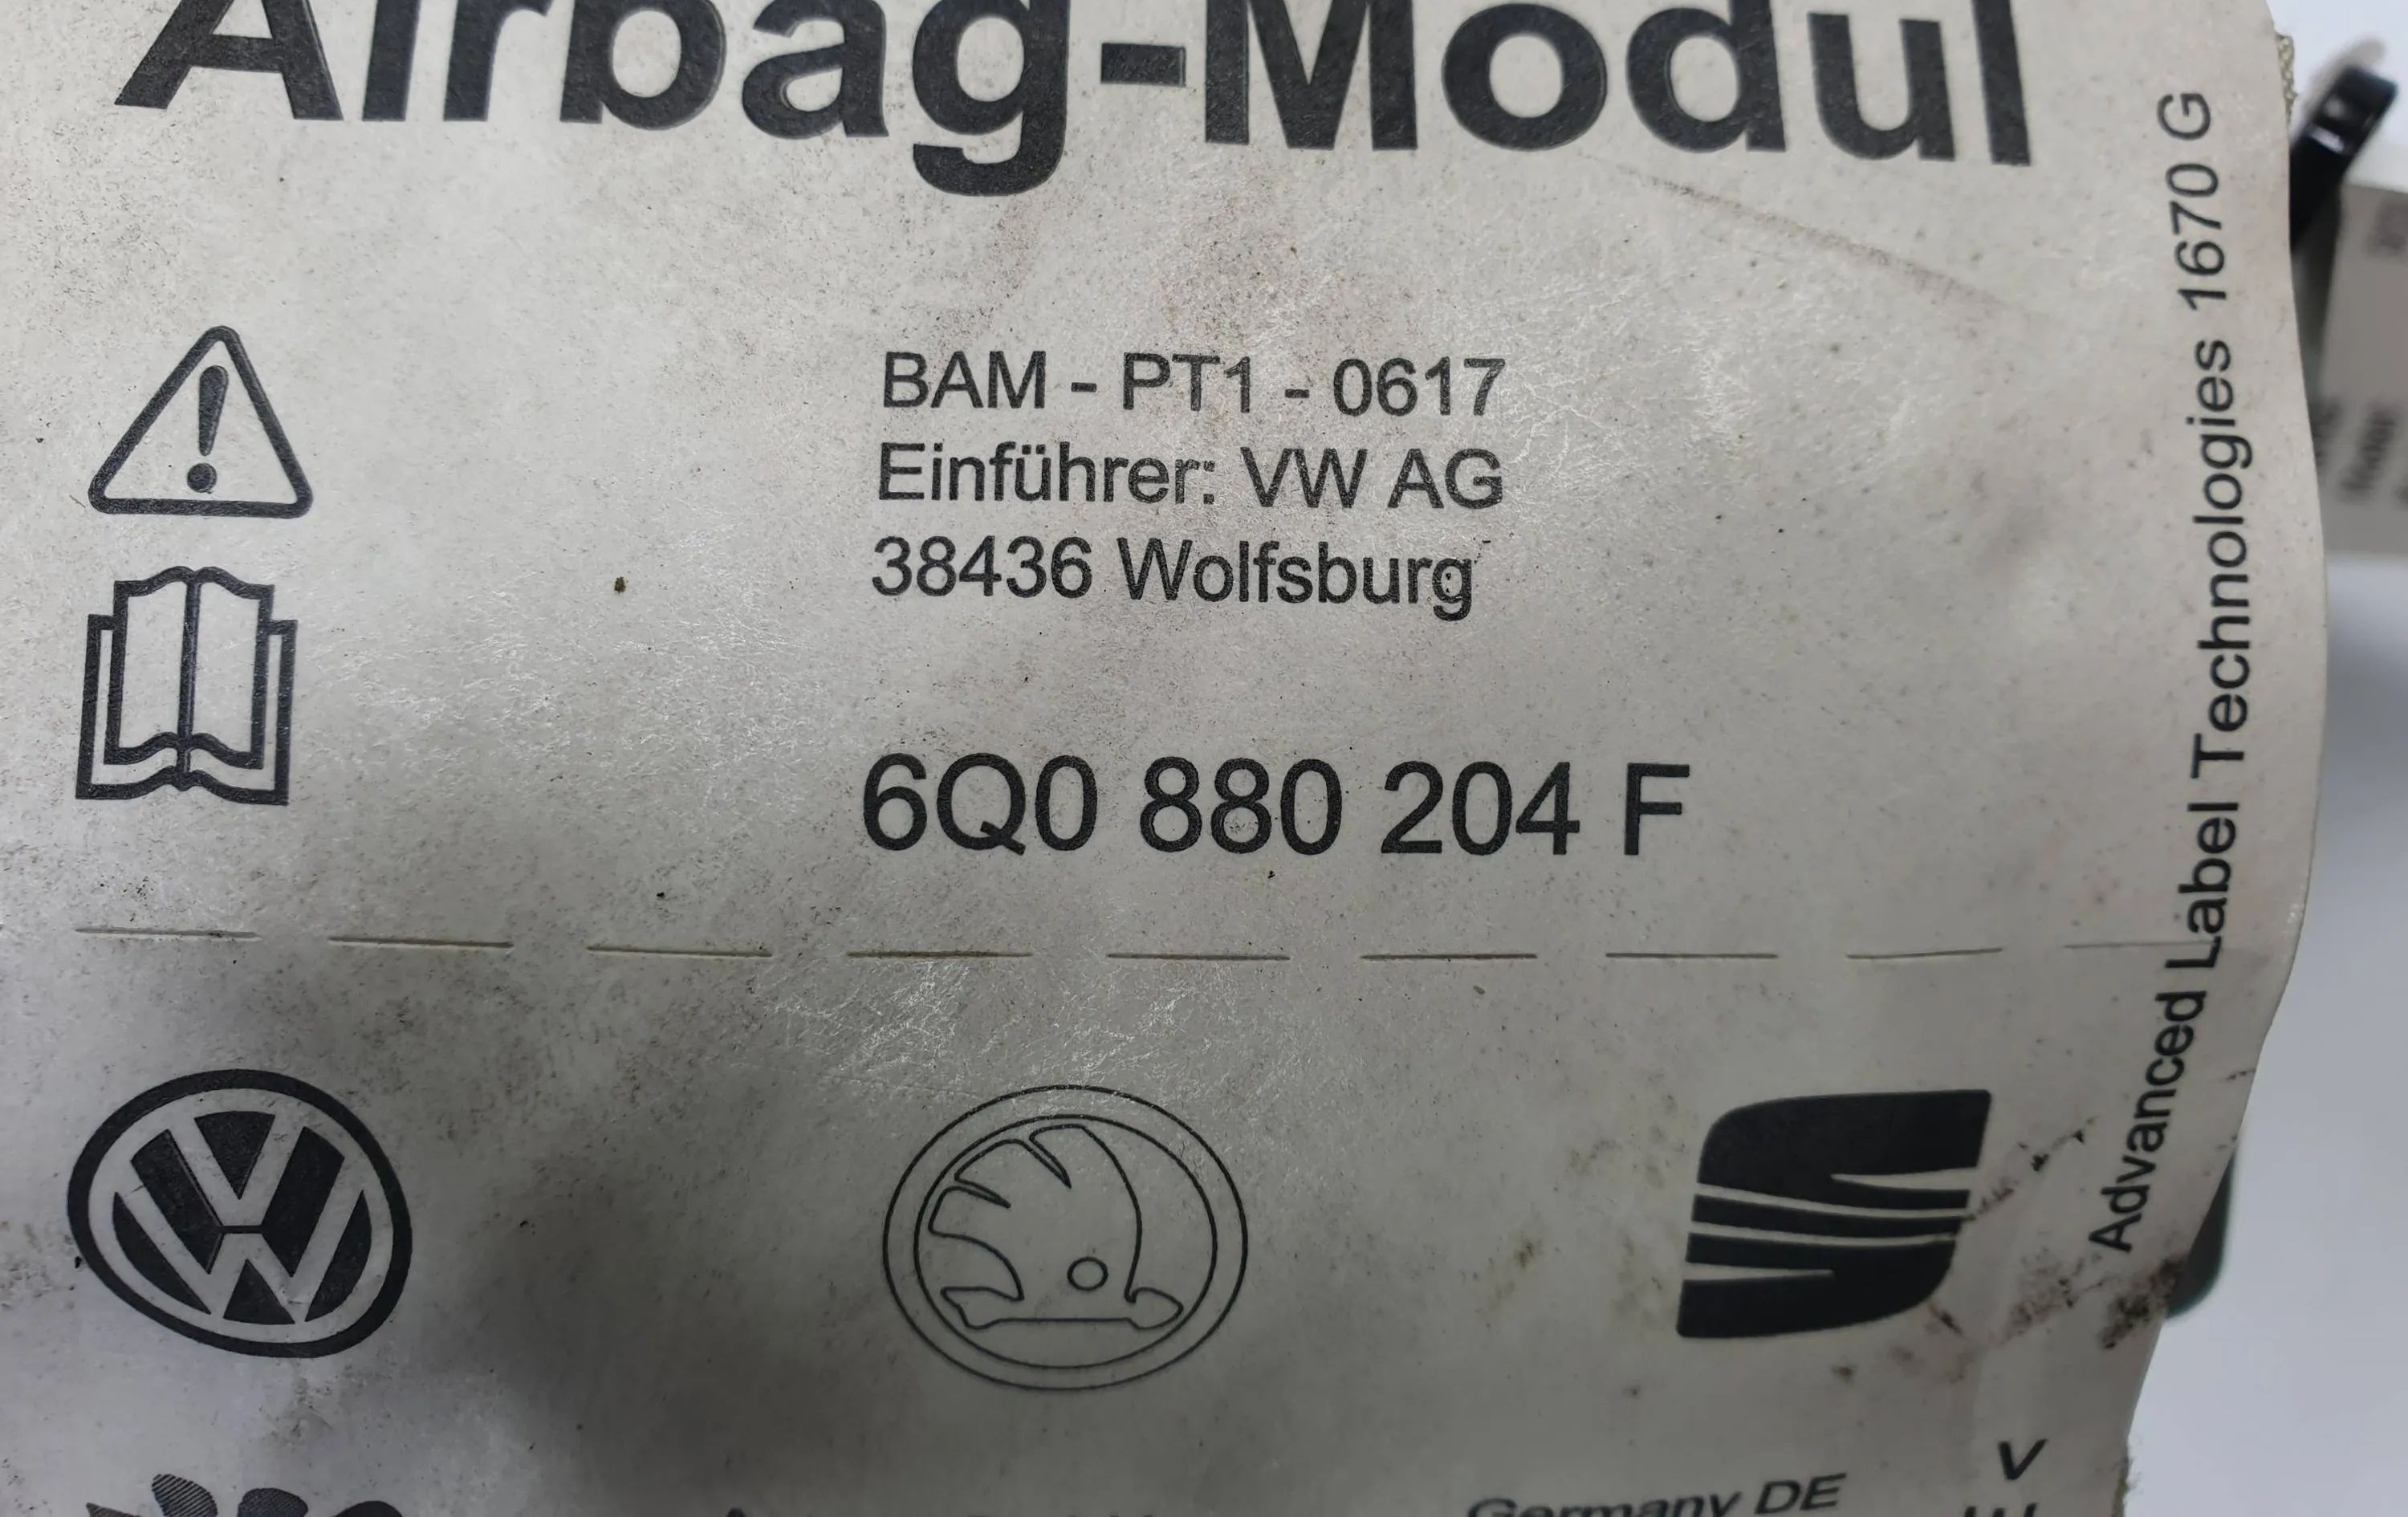 Airbag-Modul
BAM - PT1 - 0617
Einführer: VW AG
38436 Wolfsburg
6Q0 880 204 F
Advanced Label Technologies 1670 G
Germany DE
V